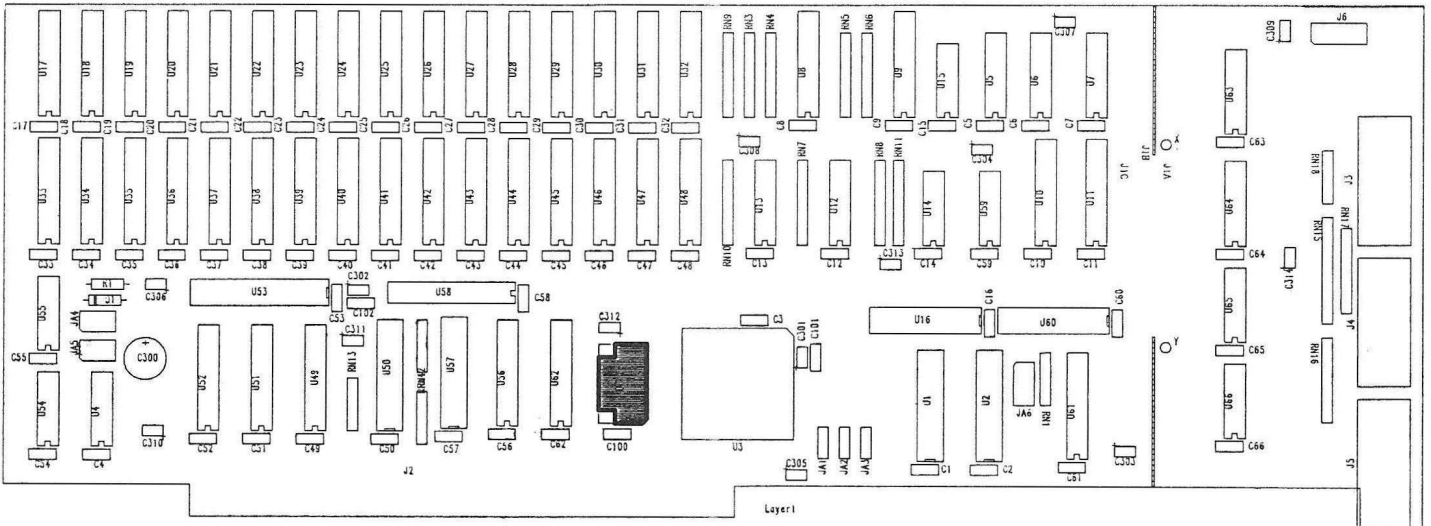 U17 U18 U19 U20 U21 U22 U23 U24 U25 U26 U27 U28 U29 U30 U31 U32 RN9 RN3 RN4 U8 RN5 RN6 U9 U15 U5 U6 C307 U7 C309 J6
C17 C18 C19 C20 C21 C22 C23 C24 C25 C26 C27 C28 C29 C30 C31 C32 C308 C8 C9 C15 C5 C6 C7 U63 C63
U33 U34 U35 U36 U37 U38 U39 U40 U41 U42 U43 U44 U45 U46 U47 U48 RN10 U13 RN7 U12 RN8 RN11 U14 C304 U59 U10 U11 J1C J1B J1A X U64 RN18 J3
C33 C34 C35 C36 C37 C38 C39 C40 C41 C42 C43 C44 C45 C46 C47 C48 C13 C12 C313 C14 C59 C10 C11 C64 C314 RN15 RN17
U55 R1 C306 U53 C53 C302 C102 U58 C58 U16 C16 U60 C60 U65 J4
JA4 JA5 C55 C300 C311 C312 C3 C301 C101 Y C65 RN16
U54 U4 C310 U52 U51 U49 RN13 U50 U57 U56 U62 U3 U1 U2 JA6 RN1 U61 U66
C54 C4 C52 C51 C49 C50 C57 C56 C62 C100 C305 JA1 JA2 JA3 C1 C2 C61 C303 C66 J5
J2
Layer1